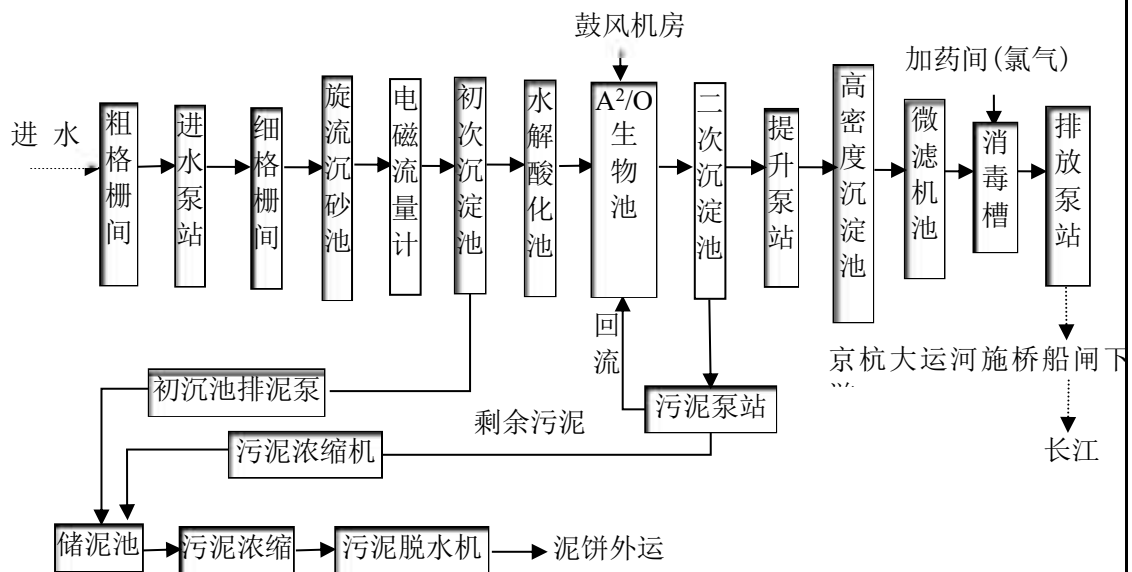 鼓风机房
加药间(氯气)
进 水
粗格栅间
进水泵站
细格栅间
旋流沉砂池
电磁流量计
初次沉淀池
水解酸化池
A²/O生物池
二次沉淀池
提升泵站
高密度沉淀池
微滤机池
消毒槽
排放泵站
回流
京杭大运河施桥船闸下
初沉池排泥泵
剩余污泥
污泥泵站
污泥浓缩机
长江
储泥池
污泥浓缩
污泥脱水机
泥饼外运